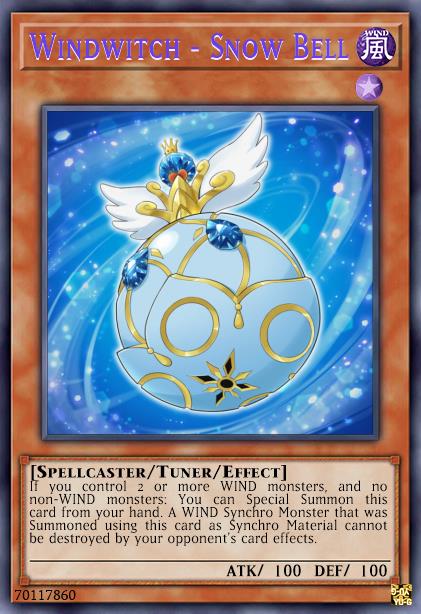 WINDWITCH - SNOW BELL
WIND
風
[SPELLCASTER/TUNER/EFFECT]
If you control 2 or more WIND monsters, and no
non-WIND monsters: You can Special Summon this
card from your hand. A WIND Synchro Monster that was
Summoned using this card as Synchro Material cannot
be destroyed by your opponent's card effects.
ATK/ 100 DEF/ 100
70117860